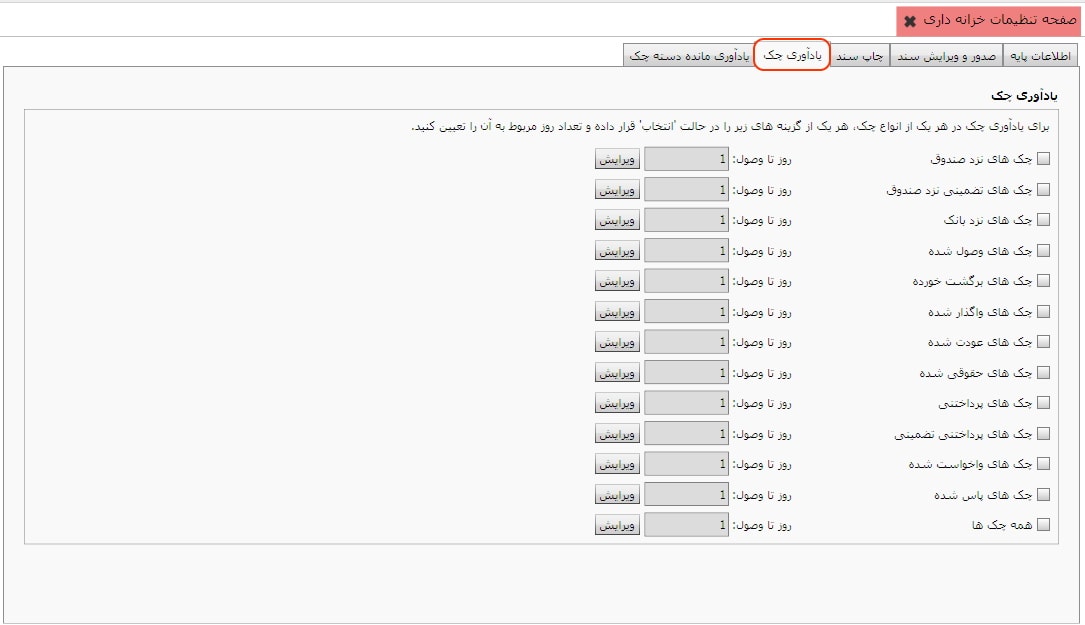 صفحه تنظیمات خزانه داری
اطلاعات پایه صدور و ویرایش سند چاپ سند یادآوری چک یادآوری مانده دسته چک
یادآوری چک
برای یادآوری چک در هر یک از انواع چک، هر یک از گزینه های زیر را در حالت 'انتخاب' قرار داده و تعداد روز مربوط به آن را تعیین کنید.
چک های نزد صندوق روز تا وصول: 1 ویرایش
چک های تضمینی نزد صندوق روز تا وصول: 1 ویرایش
چک های نزد بانک روز تا وصول: 1 ویرایش
چک های وصول شده روز تا وصول: 1 ویرایش
چک های برگشت خورده روز تا وصول: 1 ویرایش
چک های واگذار شده روز تا وصول: 1 ویرایش
چک های عودت شده روز تا وصول: 1 ویرایش
چک های حقوقی شده روز تا وصول: 1 ویرایش
چک های پرداختنی روز تا وصول: 1 ویرایش
چک های پرداختنی تضمینی روز تا وصول: 1 ویرایش
چک های واخواست شده روز تا وصول: 1 ویرایش
چک های پاس شده روز تا وصول: 1 ویرایش
همه چک ها روز تا وصول: 1 ویرایش